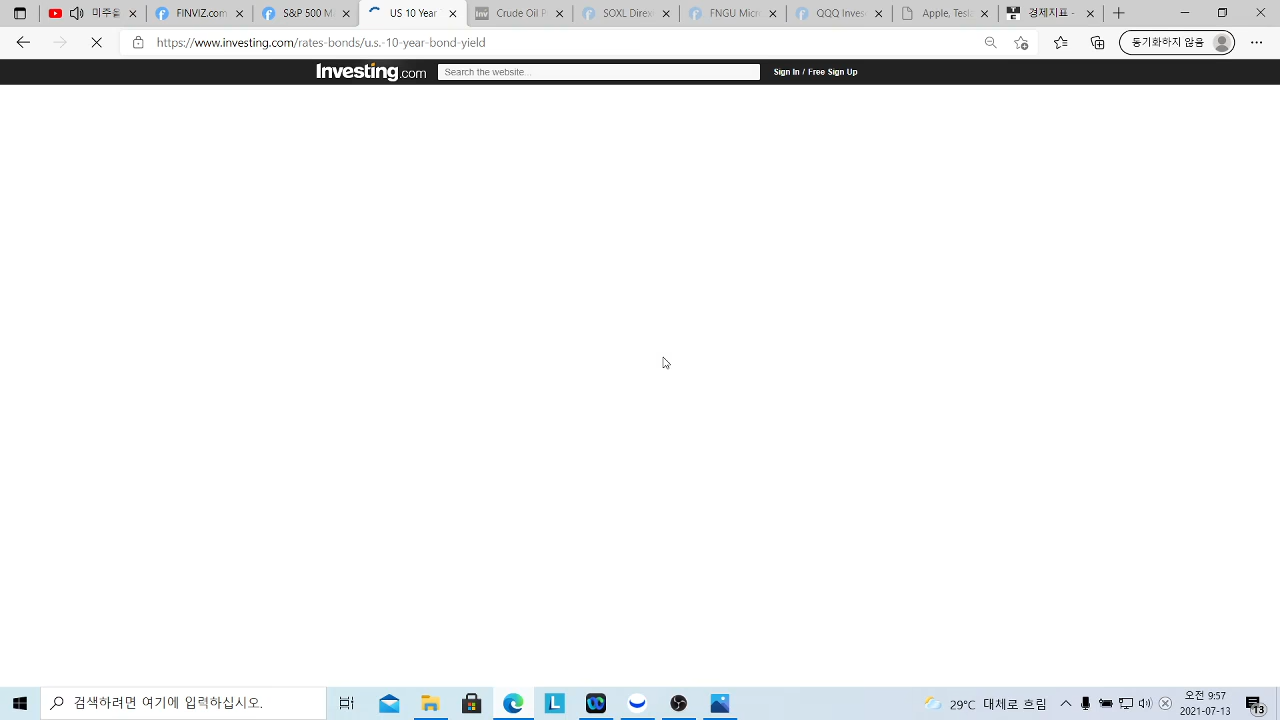 미주은
FINVIZ.com
S&P 500 M
US 10 Year
Crude Oil P
SOXL Direx
FNGU Micr
QQQ Inves
Apple, Tesl
경제지표 -
https://www.investing.com/rates-bonds/u.s.-10-year-bond-yield
동기화하지 않음
Investing.com
Search the website...
Sign In / Free Sign Up
검색하려면 여기에 입력하십시오.
29°C 대체로 흐림
오전 9:57
2021-07-13
13